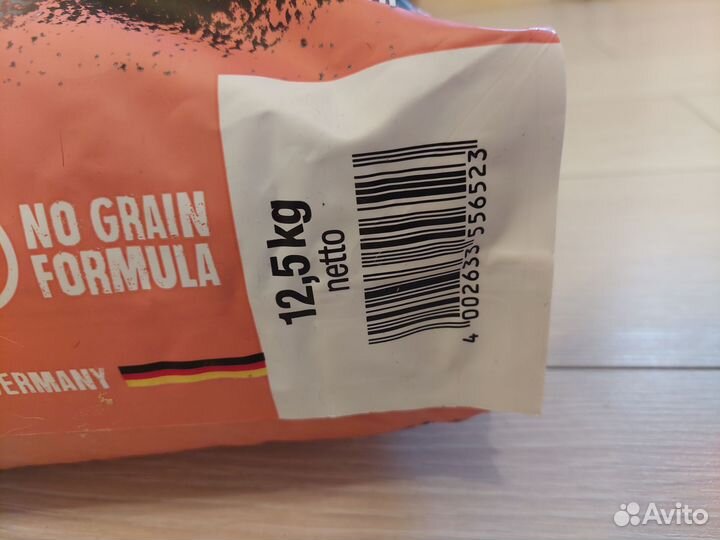 NO GRAIN
FORMULA
ERMANY
12,5 kg
netto
4 002633 556523
Avito